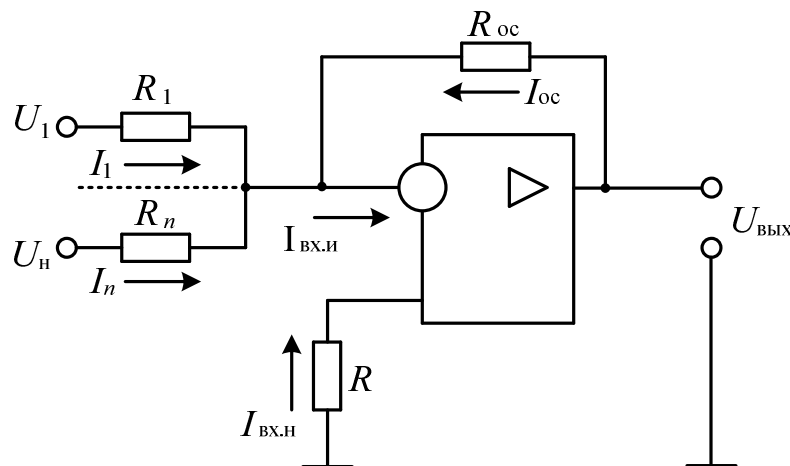 R ос
I ос
R 1
U 1
I 1
R n
U н
I n
I вх.и
U вых
R
I вх.н